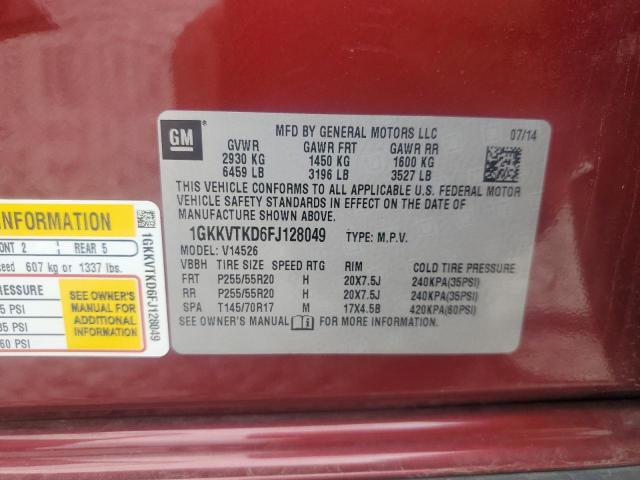 GM
MFD BY GENERAL MOTORS LLC 07/14
GVWR GAWR FRT GAWR RR
2930 KG 1450 KG 1600 KG
6459 LB 3196 LB 3527 LB
THIS VEHICLE CONFORMS TO ALL APPLICABLE U.S. FEDERAL MOTOR
VEHICLE SAFETY STANDARDS IN EFFECT ON THE DATE OF
MANUFACTURE SHOWN ABOVE.
1GKKVTKD6FJ128049 TYPE: M.P.V.
MODEL: V14526
VBBH TIRE SIZE SPEED RTG RIM COLD TIRE PRESSURE
FRT P255/55R20 H 20X7.5J 240KPA(35PSI)
RR P255/55R20 H 20X7.5J 240KPA(35PSI)
SPA T145/70R17 M 17X4.5B 420KPA(60PSI)
SEE OWNER'S MANUAL FOR MORE INFORMATION.
INFORMATION
ONT 2 REAR 5
ceed 607 kg or 1337 lbs.
PRESSURE
5 PSI
35 PSI
60 PSI
SEE OWNER'S
MANUAL FOR
ADDITIONAL
INFORMATION
1GKKVTKD6FJ128049